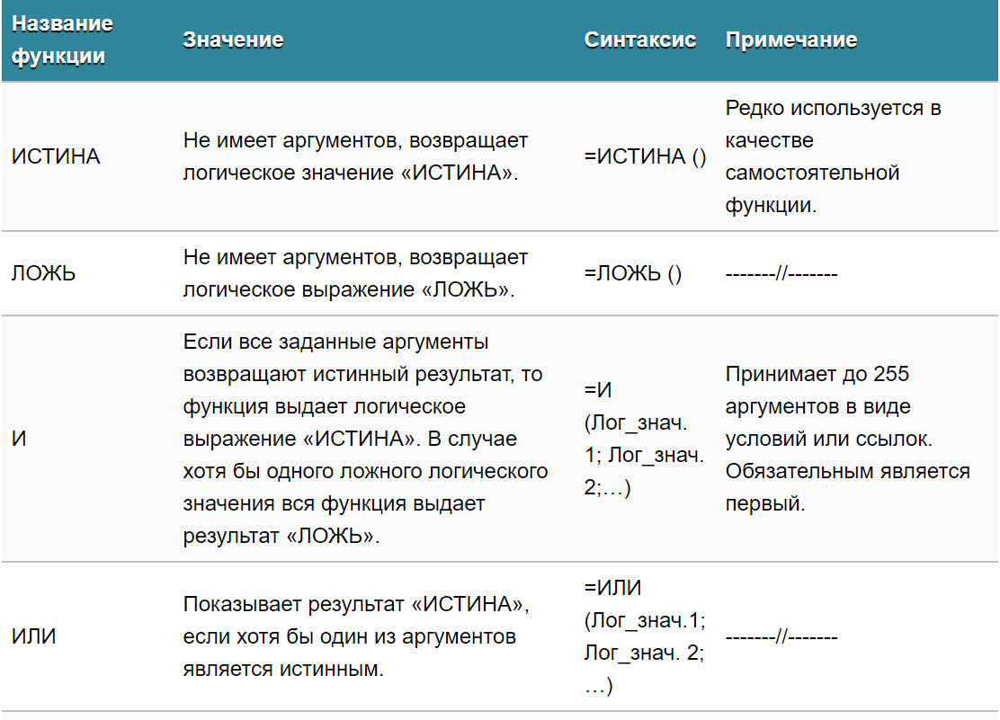 Название
функции
Значение
Синтаксис
Примечание
ИСТИНА
Не имеет аргументов, возвращает
логическое значение «ИСТИНА».
=ИСТИНА ()
Редко используется в
качестве
самостоятельной
функции.
ЛОЖЬ
Не имеет аргументов, возвращает
логическое выражение «ЛОЖЬ».
=ЛОЖЬ ()
-------//-------
И
Если все заданные аргументы
возвращают истинный результат, то
функция выдает логическое
выражение «ИСТИНА». В случае
хотя бы одного ложного логического
значения вся функция выдает
результат «ЛОЖЬ».
=И
(Лог_знач.
1; Лог_знач.
2;…)
Принимает до 255
аргументов в виде
условий или ссылок.
Обязательным является
первый.
ИЛИ
Показывает результат «ИСТИНА»,
если хотя бы один из аргументов
является истинным.
=ИЛИ
(Лог_знач.1;
Лог_знач. 2;
…)
-------//-------